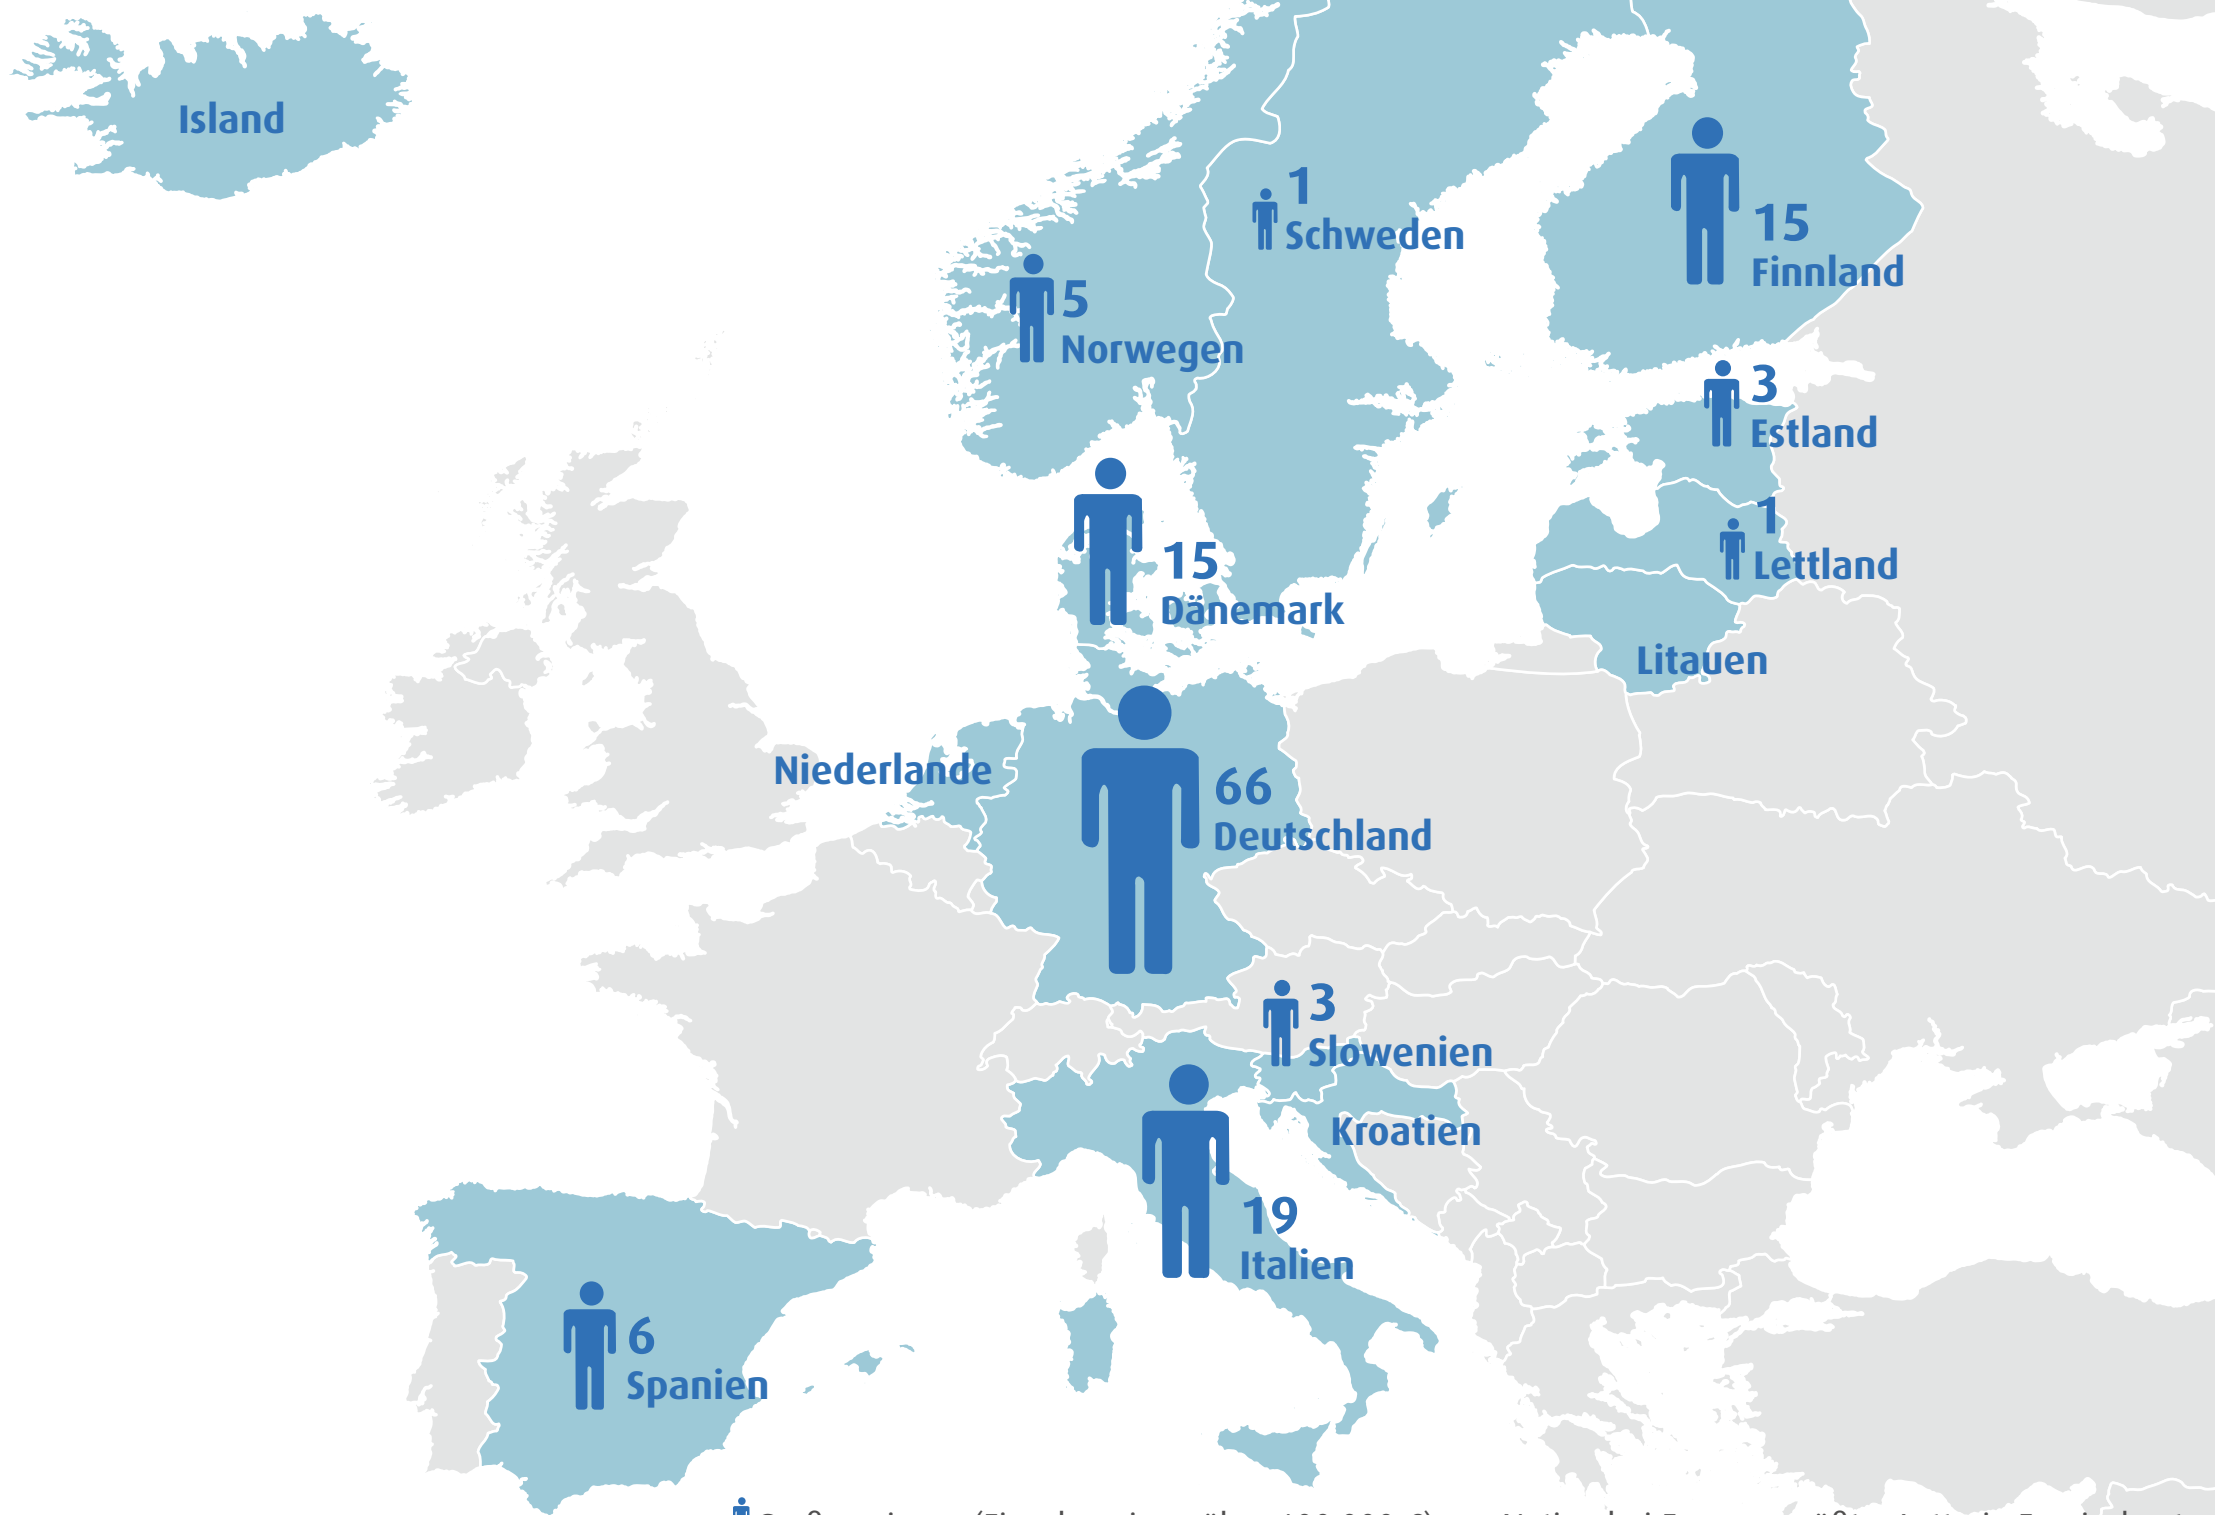 Island
1
Schweden
15
Finnland
5
Norwegen
3
Estland
1
Lettland
15
Dänemark
Litauen
Niederlande
66
Deutschland
3
Slowenien
Kroatien
19
Italien
6
Spanien